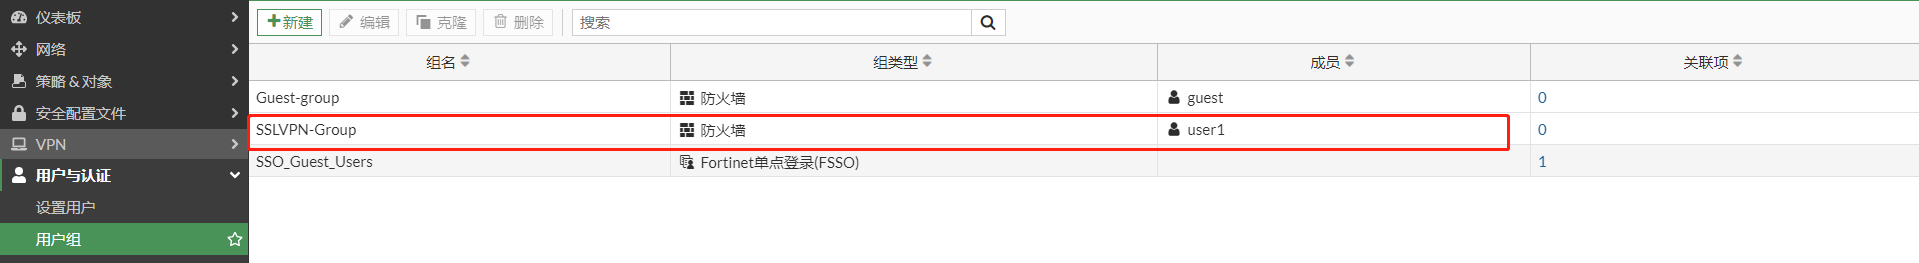 仪表板
网络
策略 & 对象
安全配置文件
VPN
用户与认证
设置用户
用户组
新建 编辑 克隆 删除 搜索
组名 组类型 成员 关联项
Guest-group 防火墙 guest 0
SSLVPN-Group 防火墙 user1 0
SSO_Guest_Users Fortinet单点登录(FSSO) 1